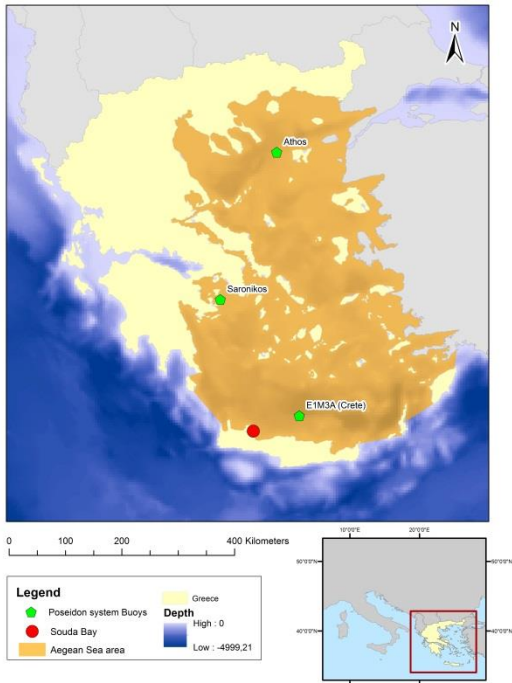 N
Athos
Saronikos
E1M3A (Crete)
0 100 200 400 Kilometers
Legend
Poseidon system Buoys
Souda Bay
Aegean Sea area
Greece
Depth
High : 0
Low : -4999,21
10°0'0"E 20°0'0"E
50°0'0"N 50°0'0"N
40°0'0"N 40°0'0"N